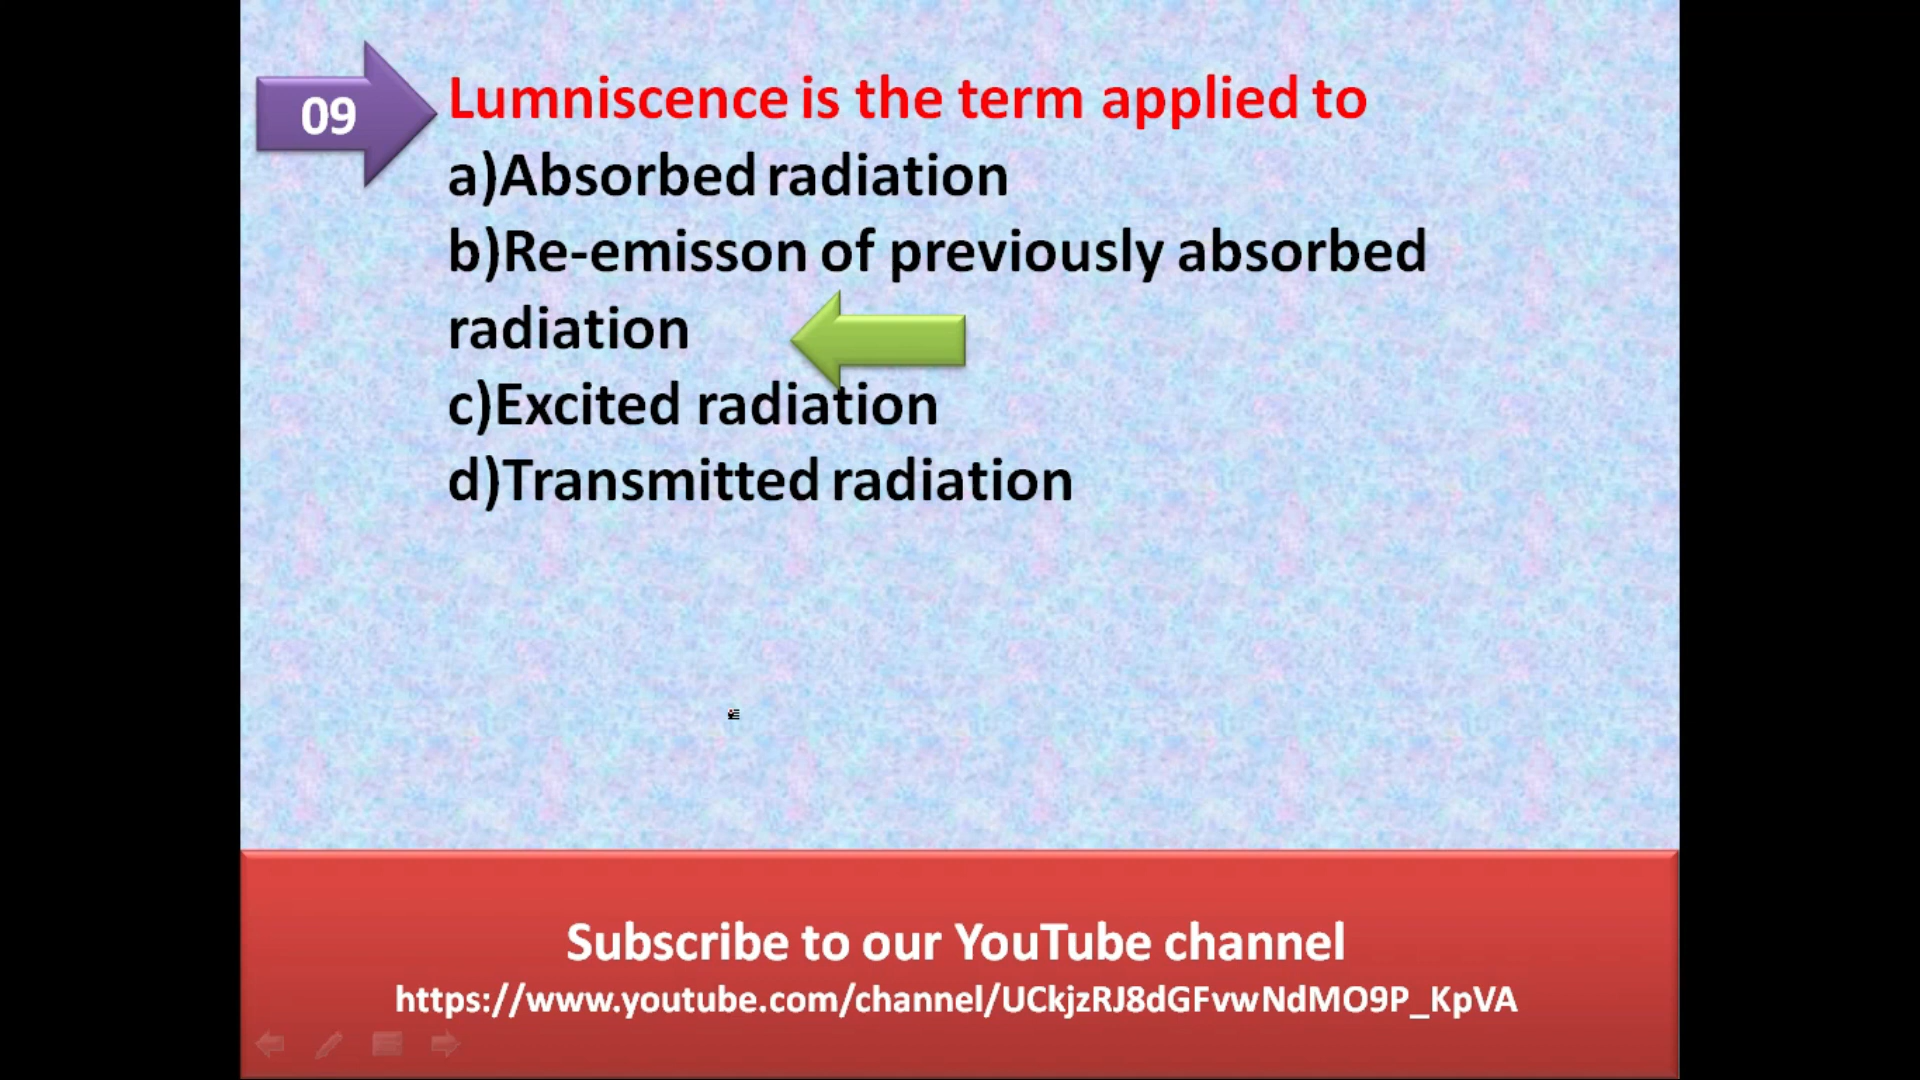 09
Lumniscence is the term applied to
a)Absorbed radiation
b)Re-emisson of previously absorbed
radiation
c)Excited radiation
d)Transmitted radiation
Subscribe to our YouTube channel
https://www.youtube.com/channel/UCkjzRJ8dGFvwNdMO9P_KpVA